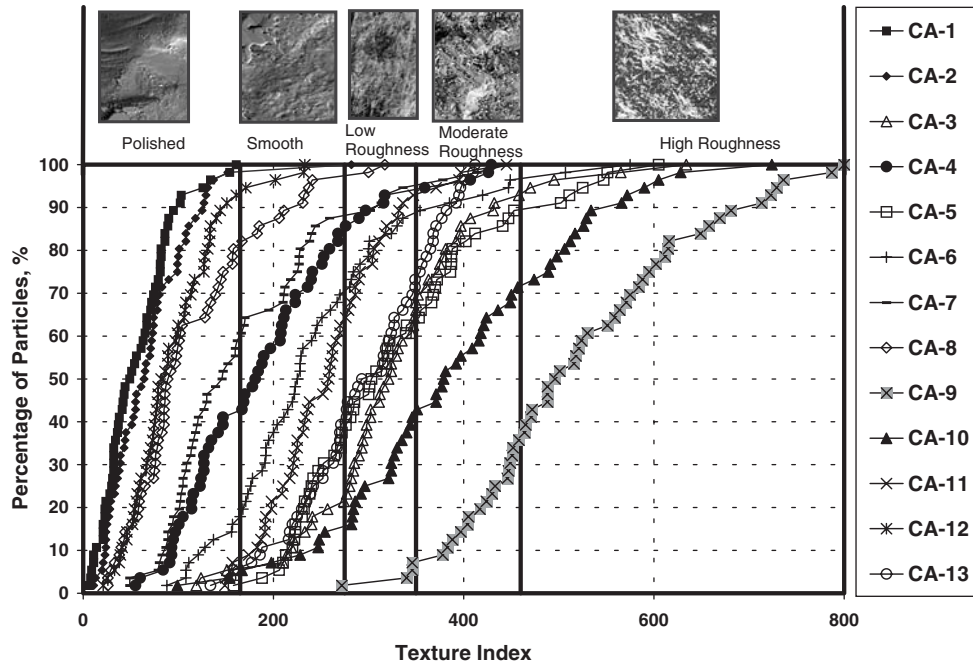 Polished
Smooth
Low
Roughness
Moderate
Roughness
High Roughness
100
90
80
70
60
50
40
30
20
10
0
Percentage of Particles, %
0
200
400
600
800
Texture Index
CA-1
CA-2
CA-3
CA-4
CA-5
CA-6
CA-7
CA-8
CA-9
CA-10
CA-11
CA-12
CA-13